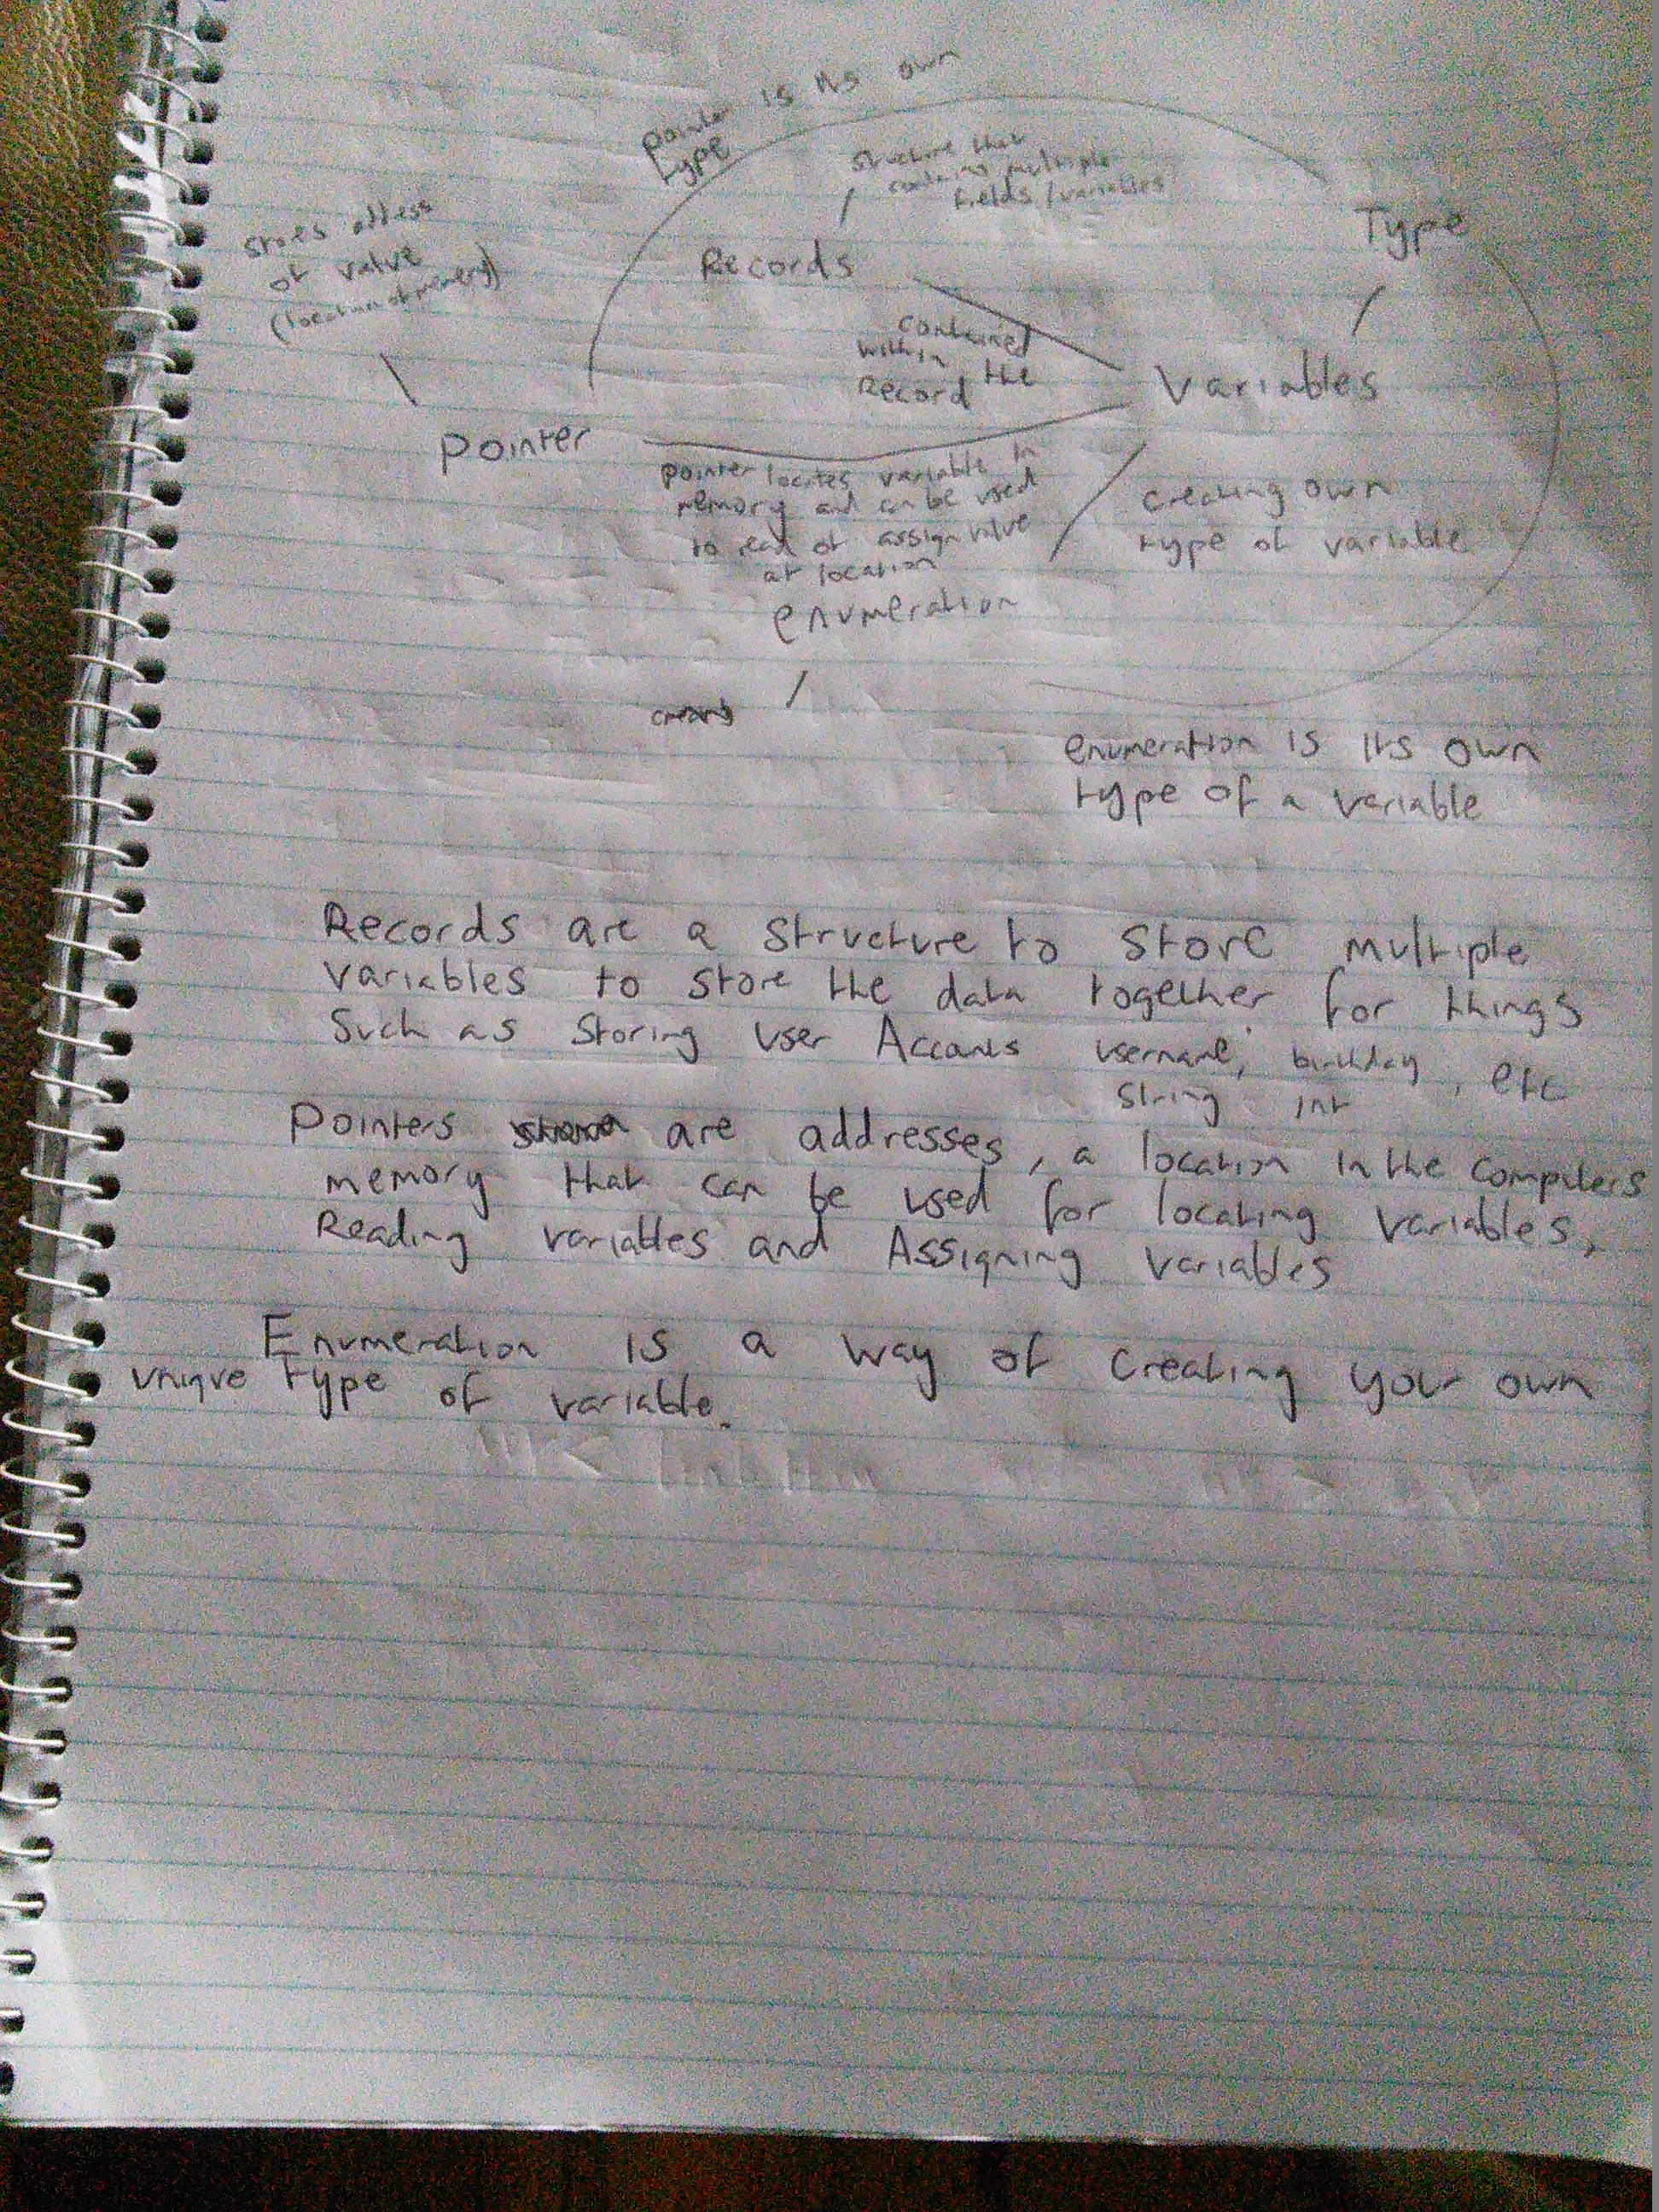 pointer is its own
type
structure that
contains multiple
fields / variables
Type
stores address
of value
(location of memory)
Records
contained
within the
Record
Variables
pointer
pointer locates variable in
memory and can be used
to read or assign value
at location
creating own
type of variable
enumeration
enumeration is its own
type of a variable
Records are a structure to store multiple
variables to store the data together for things
such as storing user Accounts username, birthday, etc
string int
Pointers are addresses, a location in the compilers
memory that can be used for locating variables,
Reading variables and Assigning variables
Enumeration is a way of creating your own
unique type of variable.